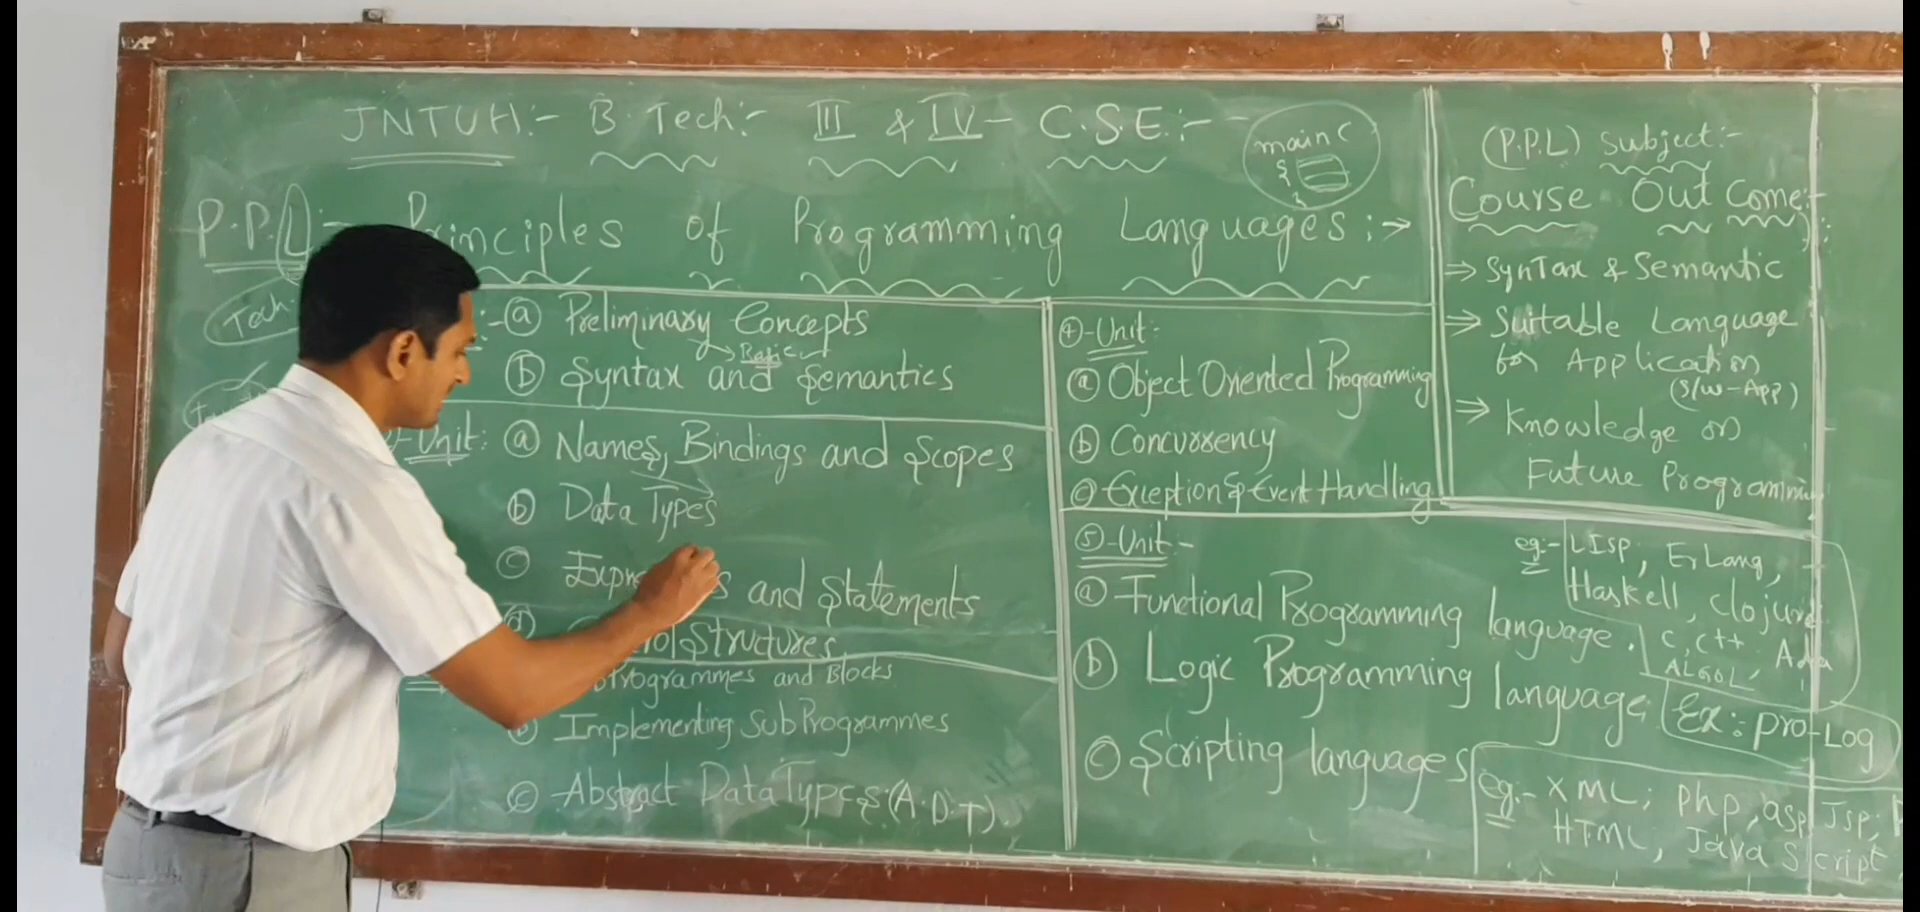 JNTUH:- B.Tech:- III & IV- C.S.E.:-
main(
{
}
P.P.L:- Principles of Programming Languages:→
Tech.
:-ⓐ Preliminary Concepts
→Basic
ⓑ Syntax and Semantics
-Unit: ⓐ Names, Bindings and Scopes
ⓑ Data Types
ⓒ and Statements
ⓓ Structures
Programmes and Blocks
ⓑ Implementing SubProgrammes
ⓒ Abstract DataTypes:(A.D.T).
④-Unit:-
ⓐ Object Oriented Programming
ⓑ Concurrency
ⓒ Exception & Event Handling
⑤-Unit:-
ⓐ Functional Programming language.
eg:- LISP, ErLang,
Haskell, Clojure
C, C++ Ada
ALGOL,
ⓑ Logic Programming language; Ex:- pro-Log
ⓒ Scripting languages
eg:- XML; php, asp, Jsp,
HTML, Java Script
(P.P.L) Subject:-
Course Out Come:-
⇒ SynTax & Semantic
⇒ Suitable Language
for Application
(S/W-App)
⇒ Knowledge on
Future Programming